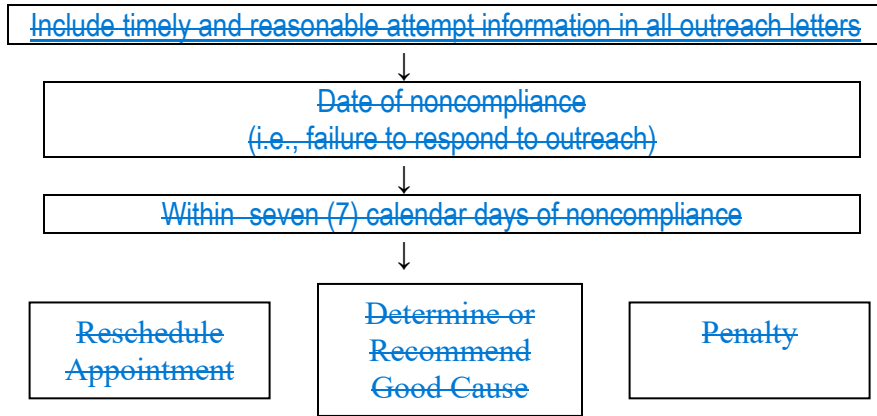 Include timely and reasonable attempt information in all outreach letters
↓
Date of noncompliance
(i.e., failure to respond to outreach)
↓
Within seven (7) calendar days of noncompliance
↓
Reschedule
Appointment
Determine or
Recommend
Good Cause
Penalty